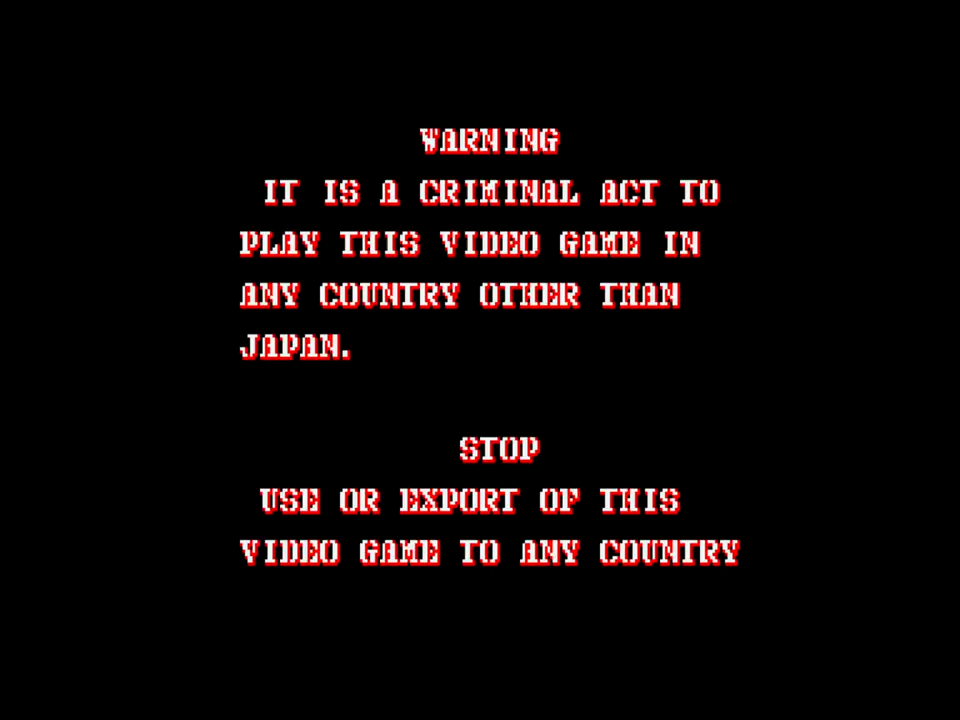 WARNING
IT IS A CRIMINAL ACT TO
PLAY THIS VIDEO GAME IN
ANY COUNTRY OTHER THAN
JAPAN.
STOP
USE OR EXPORT OF THIS
VIDEO GAME TO ANY COUNTRY